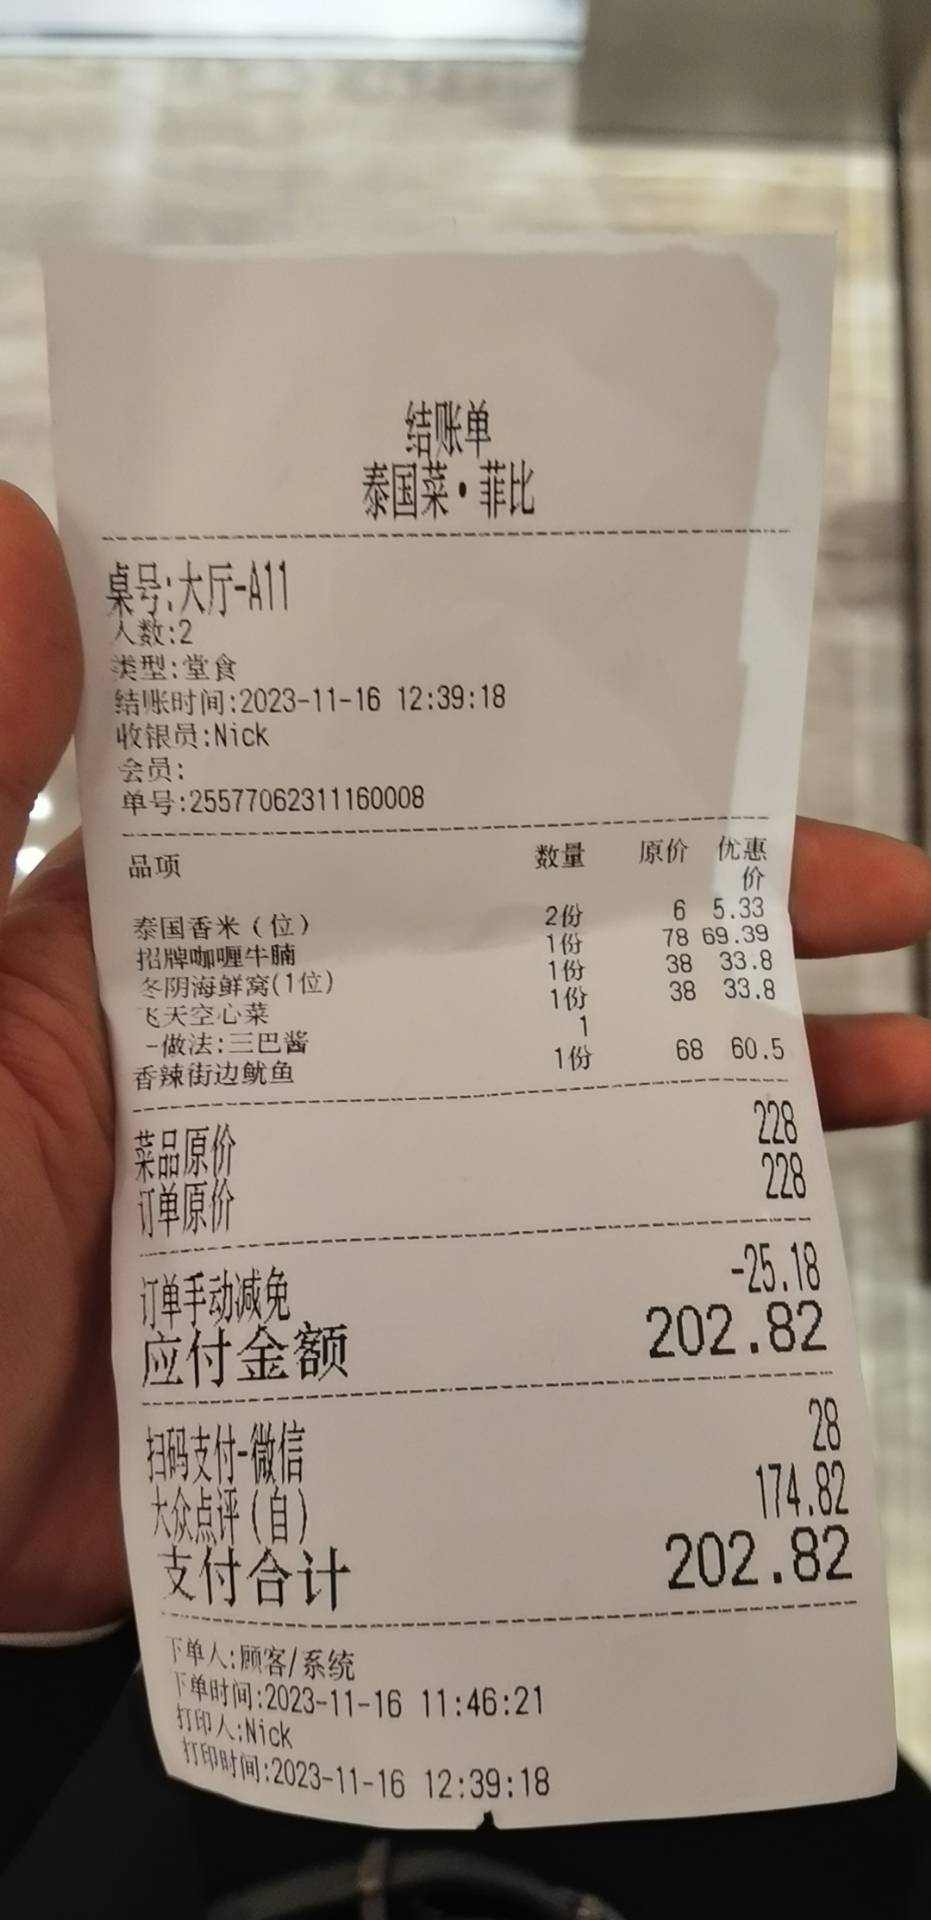 结账单
泰国菜·菲比
桌号:大厅-A11
人数:2
类型:堂食
结账时间:2023-11-16 12:39:18
收银员:Nick
会员:
单号:25577062311160008
品项 数量 原价 优惠价
泰国香米(位) 2份 6 5.33
招牌咖喱牛腩 1份 78 69.39
冬阴海鲜窝(1位) 1份 38 33.8
飞天空心菜 1份 38 33.8
-做法:三巴酱 1
香辣街边鱿鱼 1份 68 60.5
菜品原价 228
订单原价 228
订单手动减免 -25.18
应付金额 202.82
扫码支付-微信 28
大众点评(自) 174.82
支付合计 202.82
下单人:顾客/系统
下单时间:2023-11-16 11:46:21
打印人:Nick
打印时间:2023-11-16 12:39:18